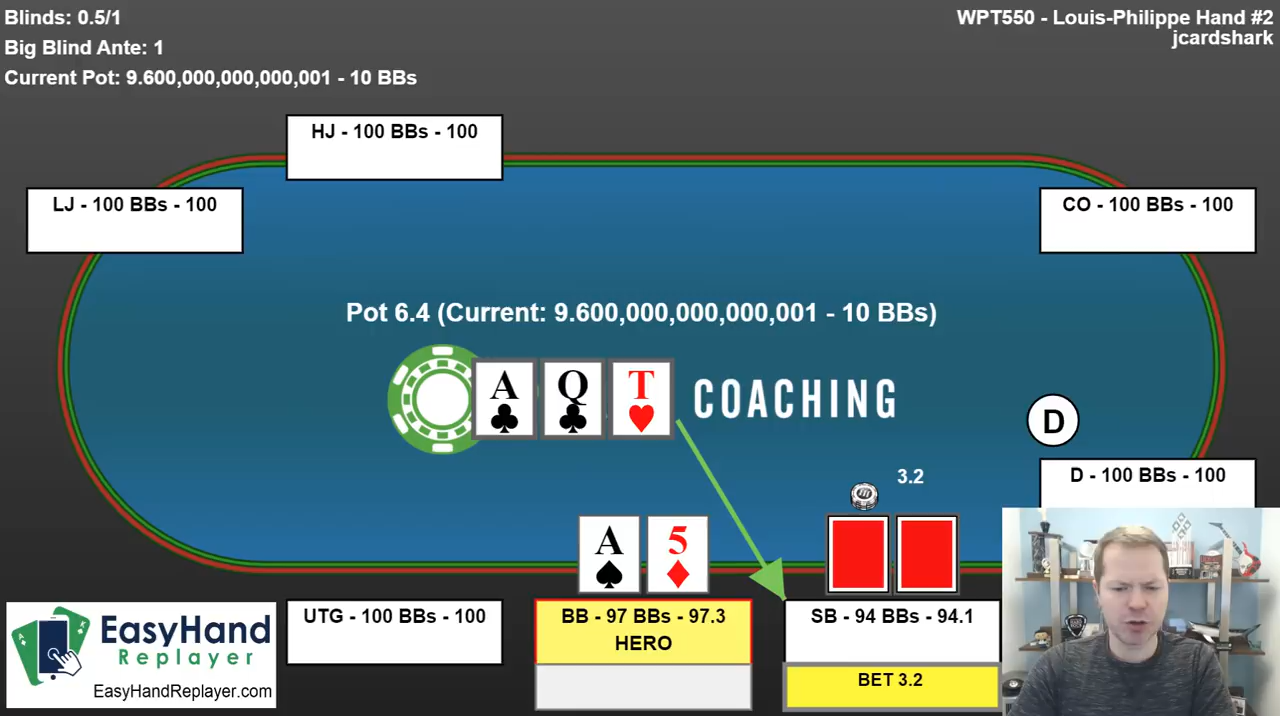 Blinds: 0.5/1
Big Blind Ante: 1
Current Pot: 9.600,000,000,000,001 - 10 BBs
WPT550 - Louis-Philippe Hand #2
jcardshark
HJ - 100 BBs - 100
LJ - 100 BBs - 100
CO - 100 BBs - 100
Pot 6.4 (Current: 9.600,000,000,000,001 - 10 BBs)
A Q T COACHING
D
D - 100 BBs - 100
3.2
A 5
EasyHand
Replayer
EasyHandReplayer.com
UTG - 100 BBs - 100
BB - 97 BBs - 97.3
HERO
SB - 94 BBs - 94.1
BET 3.2